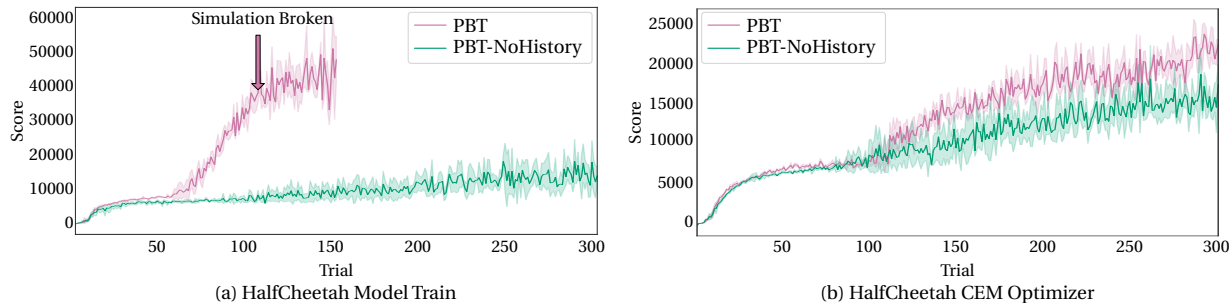 Simulation Broken
PBT
PBT-NoHistory
60000
50000
40000
30000
20000
10000
0
Score
50
100
150
200
250
300
Trial
(a) HalfCheetah Model Train
PBT
PBT-NoHistory
25000
20000
15000
10000
5000
0
Score
50
100
150
200
250
300
Trial
(b) HalfCheetah CEM Optimizer